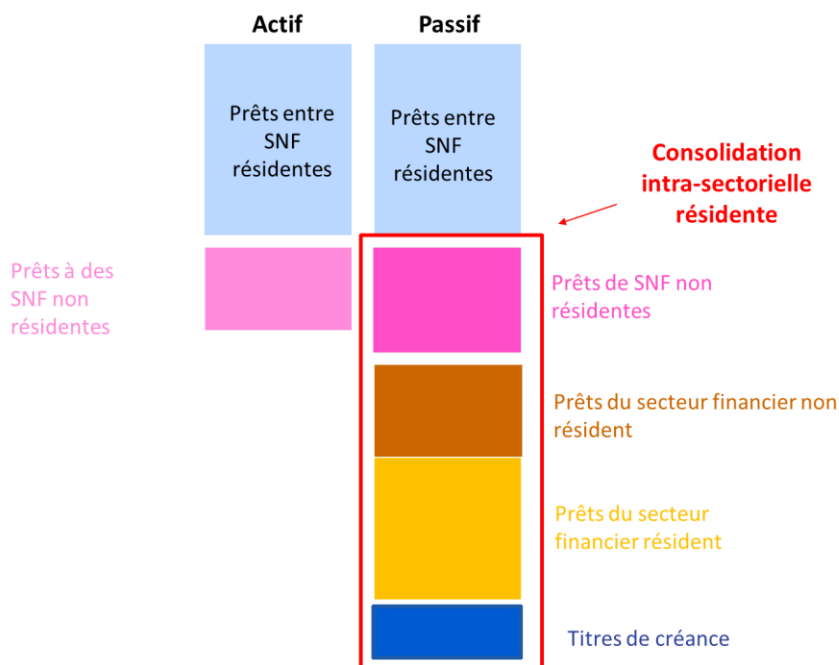 Actif
Passif
Prêts entre
SNF
résidentes
Prêts entre
SNF
résidentes
Consolidation
intra-sectorielle
résidente
Prêts à des
SNF non
résidentes
Prêts de SNF non
résidentes
Prêts du secteur financier non
résident
Prêts du secteur
financier résident
Titres de créance